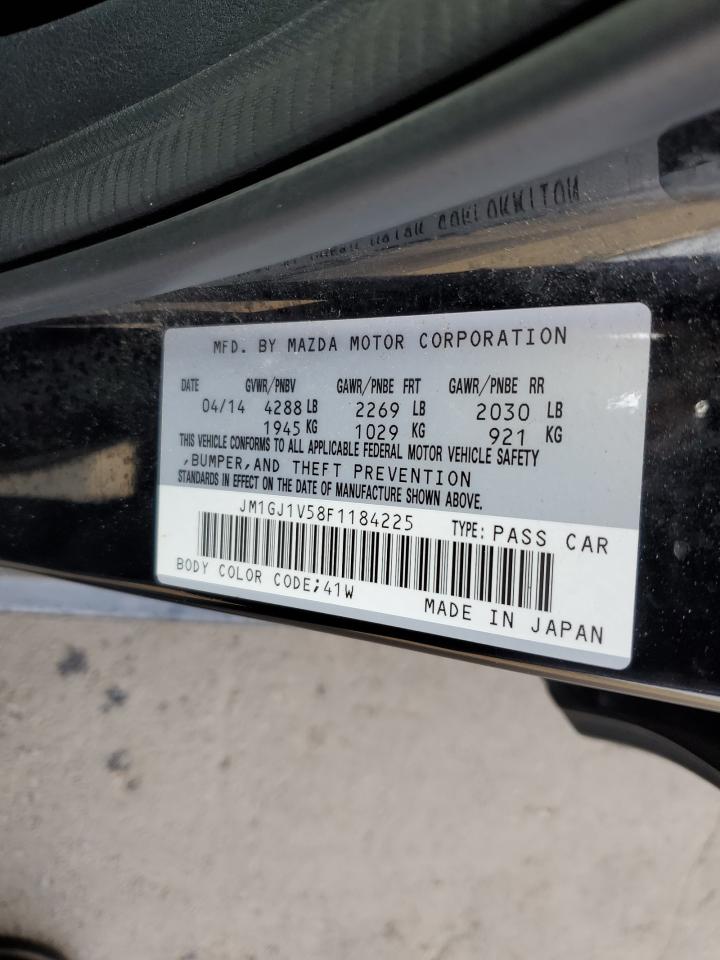 MFD. BY MAZDA MOTOR CORPORATION
DATE GVWR/PNBV GAWR/PNBE FRT GAWR/PNBE RR
04/14 4288 LB 2269 LB 2030 LB
1945 KG 1029 KG 921 KG
THIS VEHICLE CONFORMS TO ALL APPLICABLE FEDERAL MOTOR VEHICLE SAFETY
,BUMPER,AND THEFT PREVENTION
STANDARDS IN EFFECT ON THE DATE OF MANUFACTURE SHOWN ABOVE.
JM1GJ1V58F1184225 TYPE: PASS CAR
BODY COLOR CODE;41W
MADE IN JAPAN